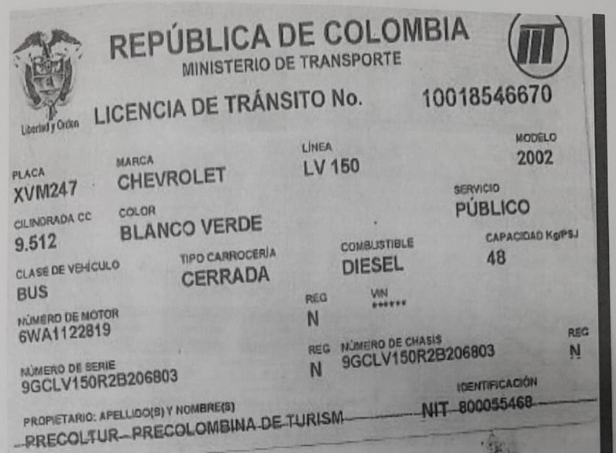 REPÚBLICA DE COLOMBIA
MINISTERIO DE TRANSPORTE
Libertad y Orden
LICENCIA DE TRÁNSITO No. 10018546670
PLACA MARCA LÍNEA MODELO
XVM247 CHEVROLET LV 150 2002
CILINDRADA CC COLOR SERVICIO
9.512 BLANCO VERDE PÚBLICO
CLASE DE VEHÍCULO TIPO CARROCERÍA COMBUSTIBLE CAPACIDAD Kg/PSJ
BUS CERRADA DIESEL 48
NÚMERO DE MOTOR REG VIN
6WA1122819 N ******
NÚMERO DE SERIE REG NÚMERO DE CHASIS REG
9GCLV150R2B206803 N 9GCLV150R2B206803 N
PROPIETARIO: APELLIDO(S) Y NOMBRE(S) IDENTIFICACIÓN
PRECOLTUR PRECOLOMBINA DE TURISM NIT 800055468